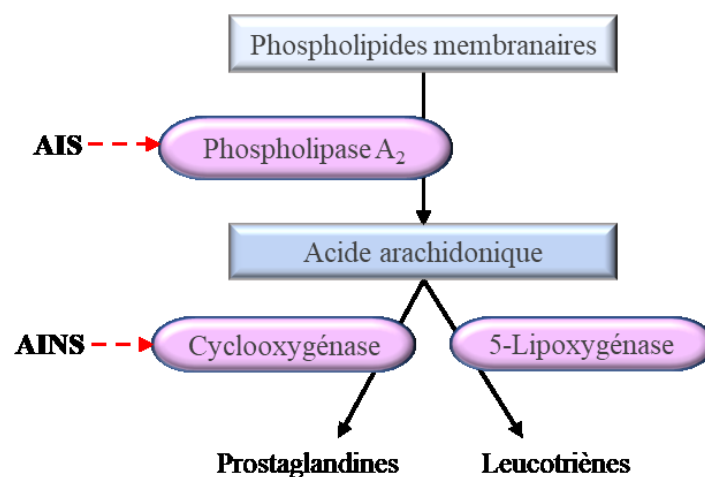 Phospholipides membranaires
AIS
Phospholipase A₂
Acide arachidonique
AINS
Cyclooxygénase
5-Lipoxygénase
Prostaglandines
Leucotriènes